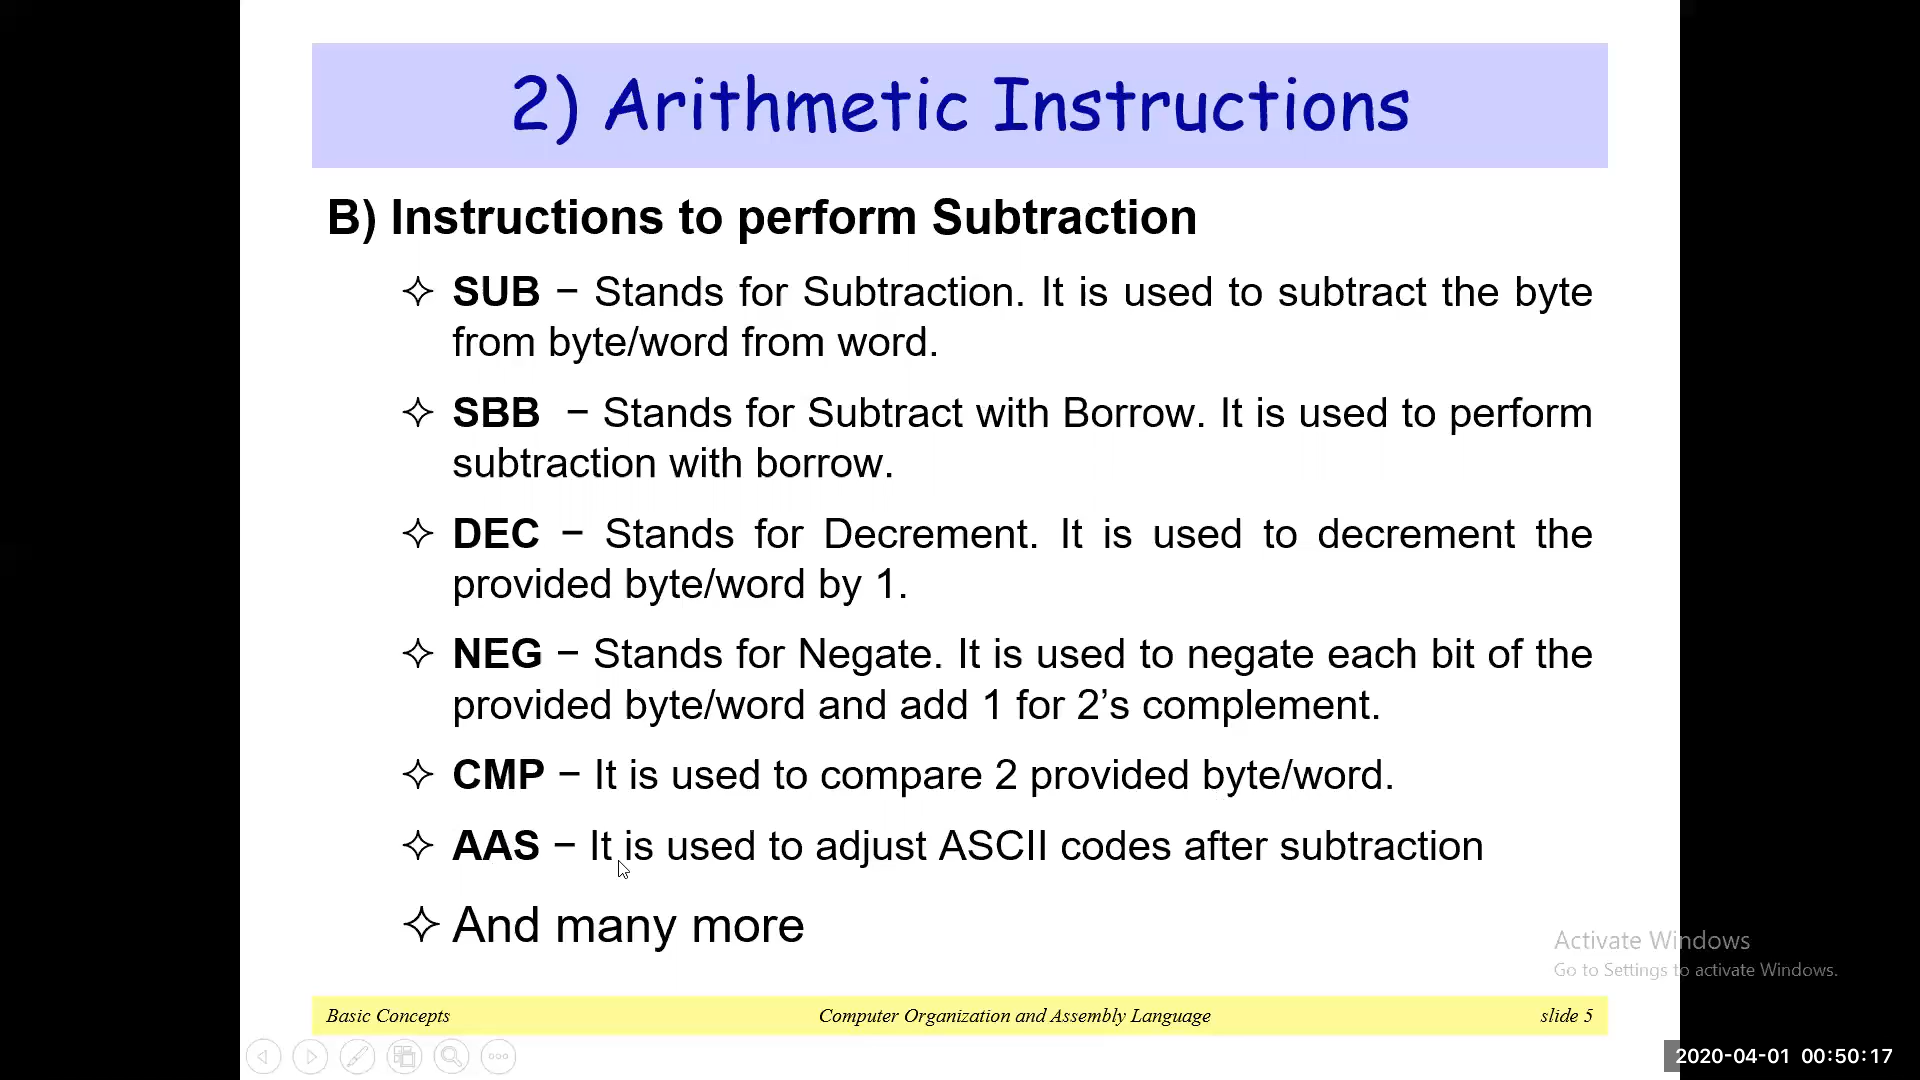 2) Arithmetic Instructions
B) Instructions to perform Subtraction
✧ SUB − Stands for Subtraction. It is used to subtract the byte
from byte/word from word.
✧ SBB − Stands for Subtract with Borrow. It is used to perform
subtraction with borrow.
✧ DEC − Stands for Decrement. It is used to decrement the
provided byte/word by 1.
✧ NEG − Stands for Negate. It is used to negate each bit of the
provided byte/word and add 1 for 2’s complement.
✧ CMP − It is used to compare 2 provided byte/word.
✧ AAS − It is used to adjust ASCII codes after subtraction
✧ And many more
Activate Windows
Go to Settings to activate Windows.
Basic Concepts Computer Organization and Assembly Language slide 5
2020-04-01 00:50:17